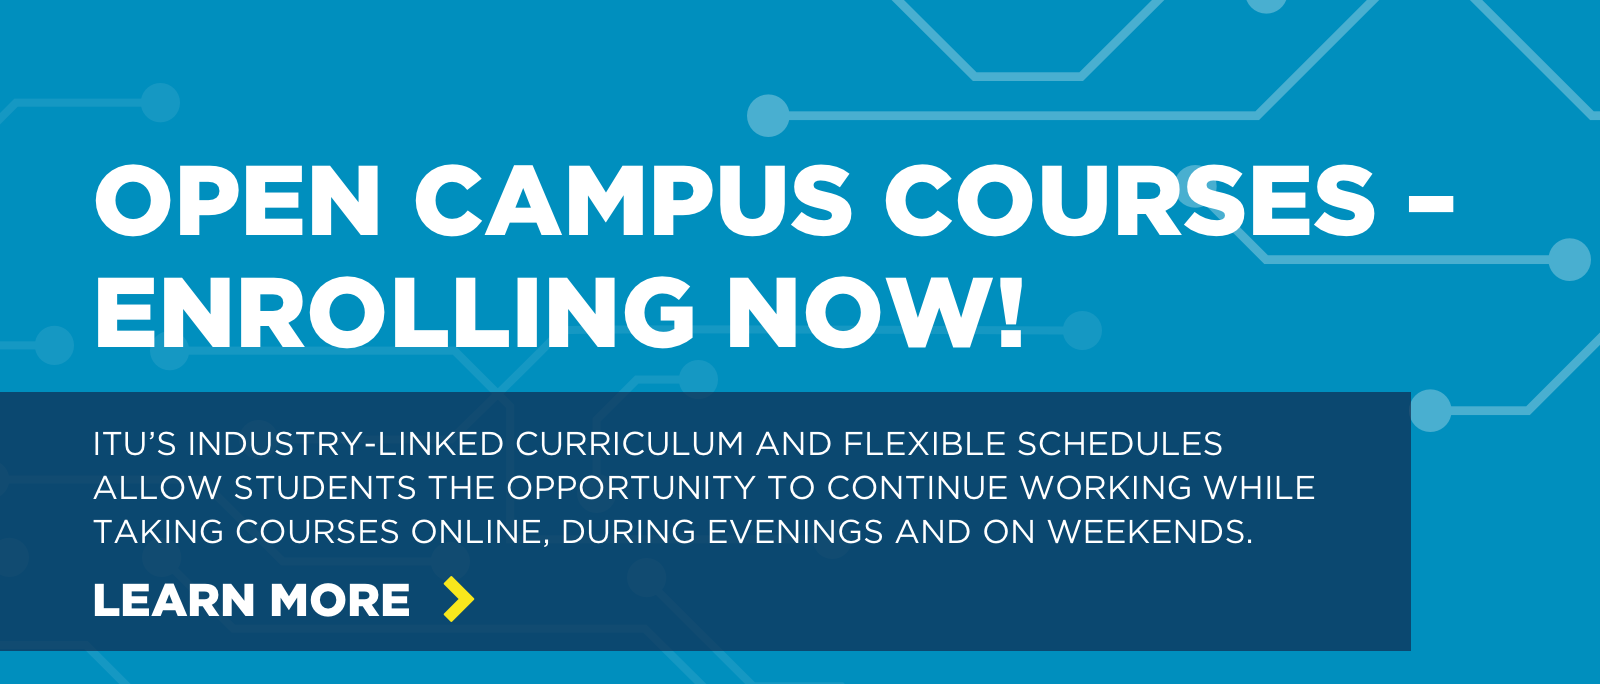 OPEN CAMPUS COURSES –
ENROLLING NOW!
ITU’S INDUSTRY-LINKED CURRICULUM AND FLEXIBLE SCHEDULES
ALLOW STUDENTS THE OPPORTUNITY TO CONTINUE WORKING WHILE
TAKING COURSES ONLINE, DURING EVENINGS AND ON WEEKENDS.
LEARN MORE